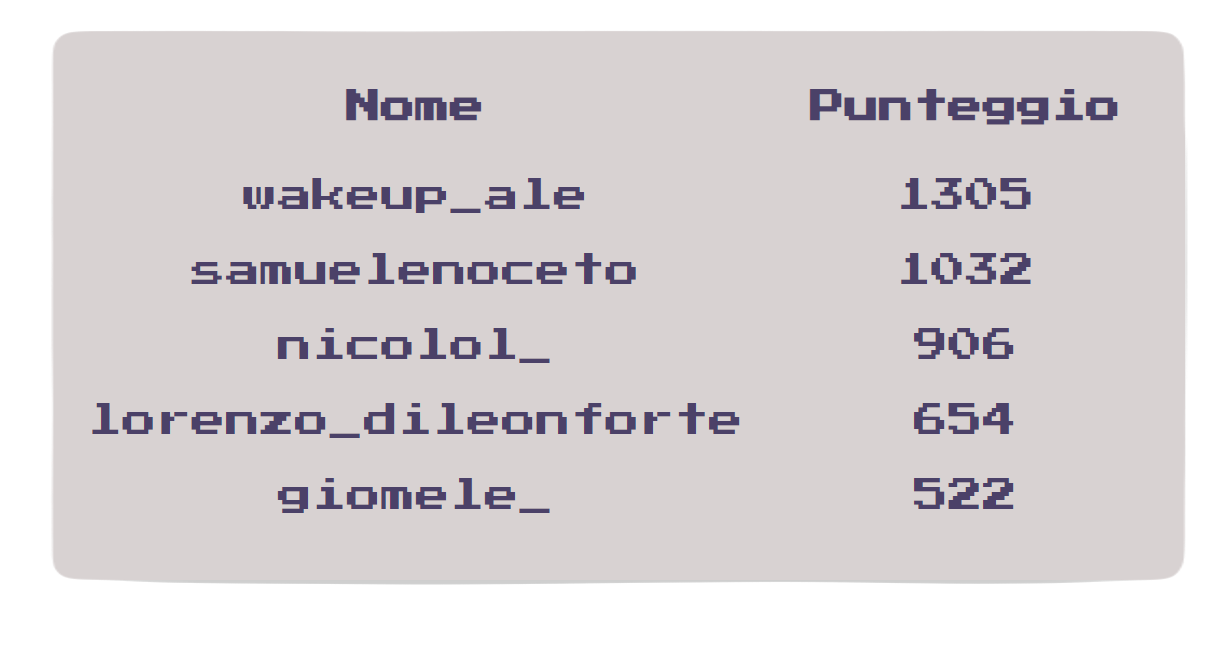 Nome Punteggio
wakeup_ale 1305
samuelenoceto 1032
nicolol_ 906
lorenzo_dileonforte 654
giomele_ 522